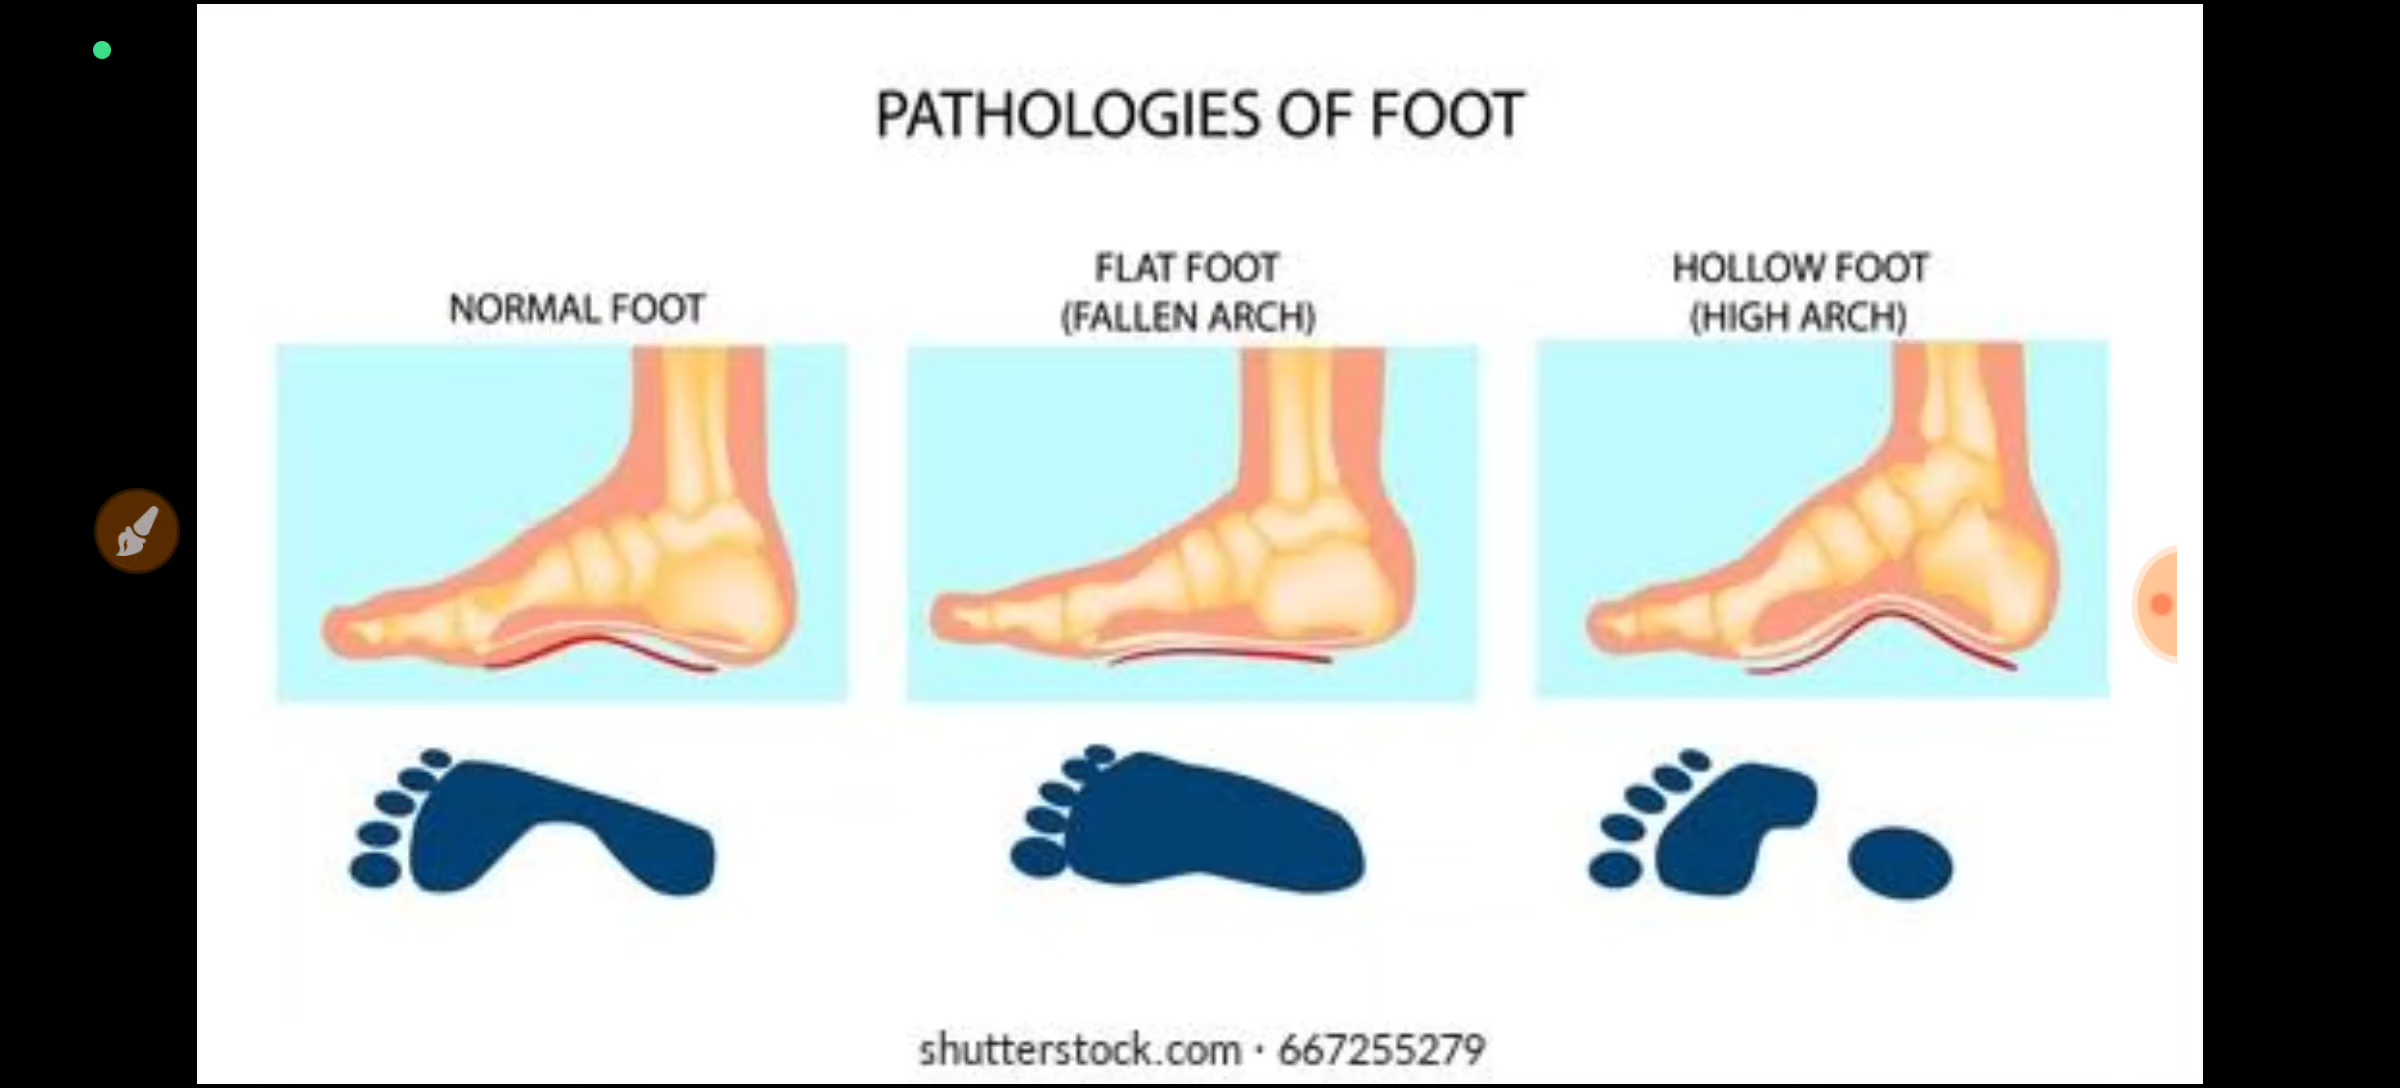 PATHOLOGIES OF FOOT
NORMAL FOOT
FLAT FOOT
(FALLEN ARCH)
HOLLOW FOOT
(HIGH ARCH)
shutterstock.com · 667255279